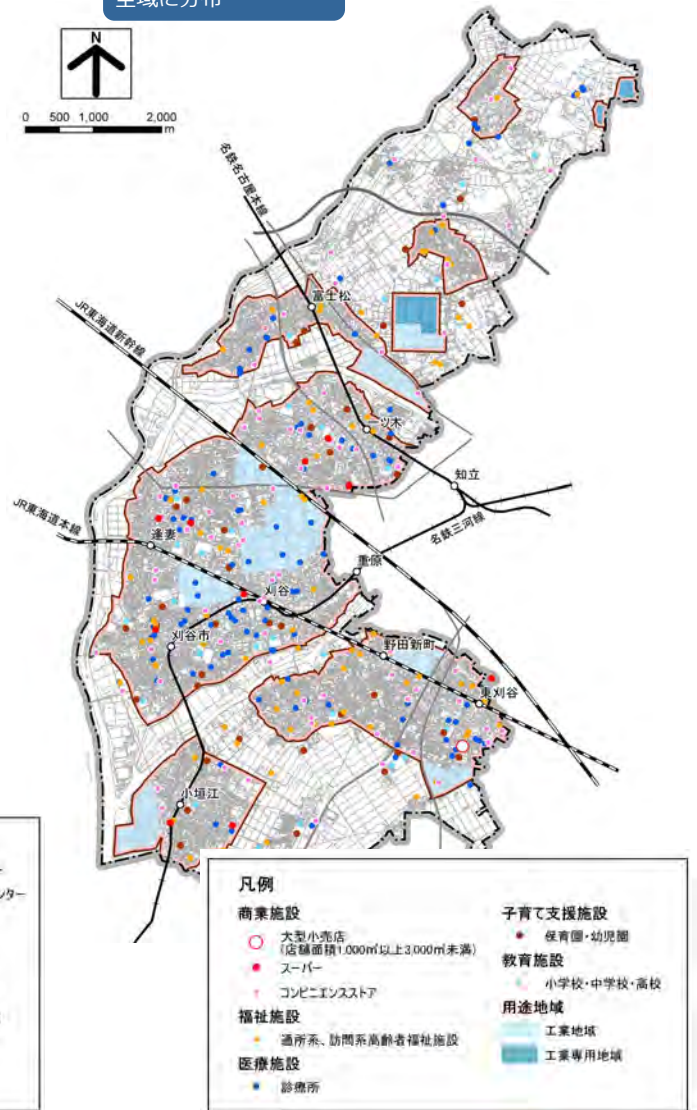 全域に分布
N
0 500 1,000 2,000
m
名鉄名古屋本線
富士松
JR東海道新幹線
一ツ木
知立
JR東海道本線
逢妻
名鉄三河線
重原
刈谷
刈谷市
野田新町
東刈谷
小垣江
ンター
凡例
商業施設
大型小売店
(店舗面積1,000㎡以上3,000㎡未満)
スーパー
コンビニエンスストア
福祉施設
通所系、訪問系高齢者福祉施設
医療施設
診療所
子育て支援施設
保育園・幼児園
教育施設
小学校・中学校・高校
用途地域
工業地域
工業専用地域